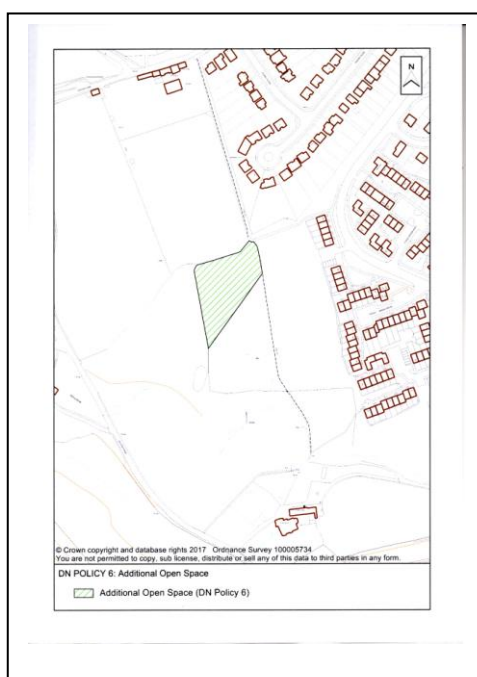 N
© Crown copyright and database rights 2017 Ordnance Survey 100005734
You are not permitted to copy, sub license, distribute or sell any of this data to third parties in any form.
DN POLICY 6: Additional Open Space
Additional Open Space (DN Policy 6)